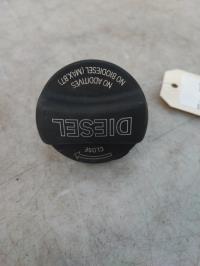 DIESEL
NO ADDITIVES
NO BIODIESEL (MAX.B7)
CLOSE